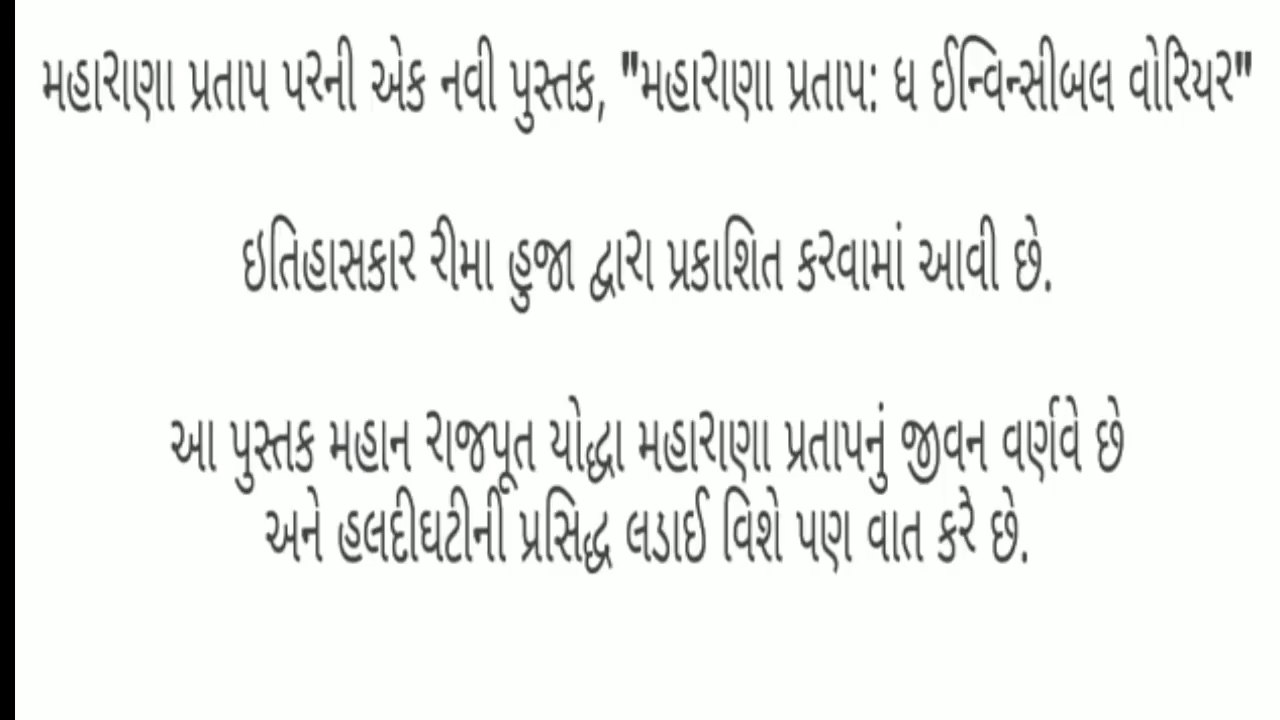 મહારાણા પ્રતાપ પરની એક નવી પુસ્તક, "મહારાણા પ્રતાપ: ધ ઈન્વિન્સીબલ વોરિયર"
ઇતિહાસકાર રીમા હુજા દ્વારા પ્રકાશિત કરવામાં આવી છે.
આ પુસ્તક મહાન રાજપૂત યોદ્ધા મહારાણા પ્રતાપનું જીવન વર્ણવે છે
અને હલદીઘટીની પ્રસિદ્ધ લડાઈ વિશે પણ વાત કરે છે.